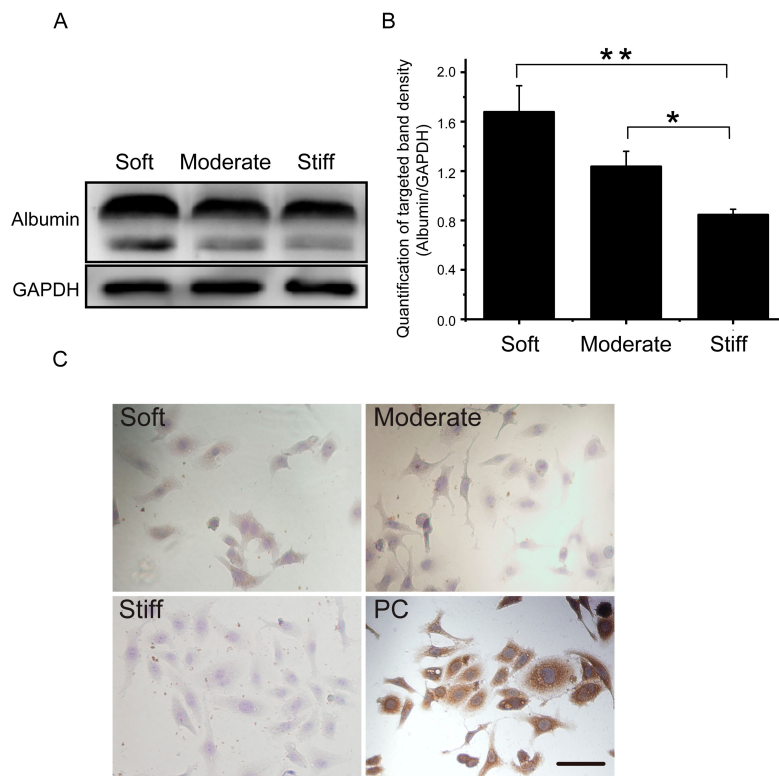 A
Soft Moderate Stiff
Albumin
GAPDH
B
Quantification of targeted band density
(Albumin/GAPDH)
2.0
1.6
1.2
0.8
0.4
0.0
**
*
Soft Moderate Stiff
C
Soft
Moderate
Stiff
PC